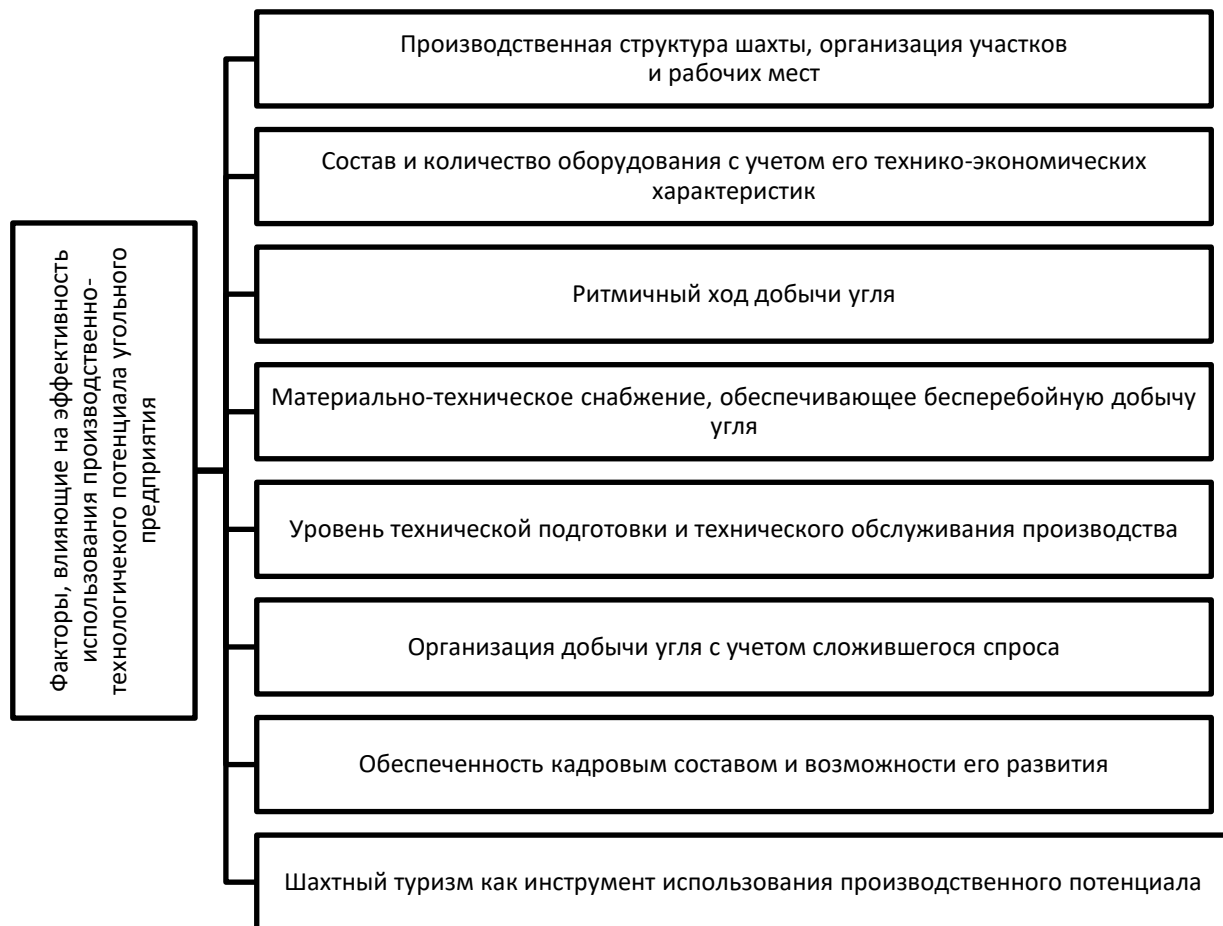 Факторы, влияющие на эффективность
использования производственно-
технологичекого потенциала угольного
предприятия
Производственная структура шахты, организация участков
и рабочих мест
Состав и количество оборудования с учетом его технико-экономических
характеристик
Ритмичный ход добычи угля
Материально-техническое снабжение, обеспечивающее бесперебойную добычу
угля
Уровень технической подготовки и технического обслуживания производства
Организация добычи угля с учетом сложившегося спроса
Обеспеченность кадровым составом и возможности его развития
Шахтный туризм как инструмент использования производственного потенциала